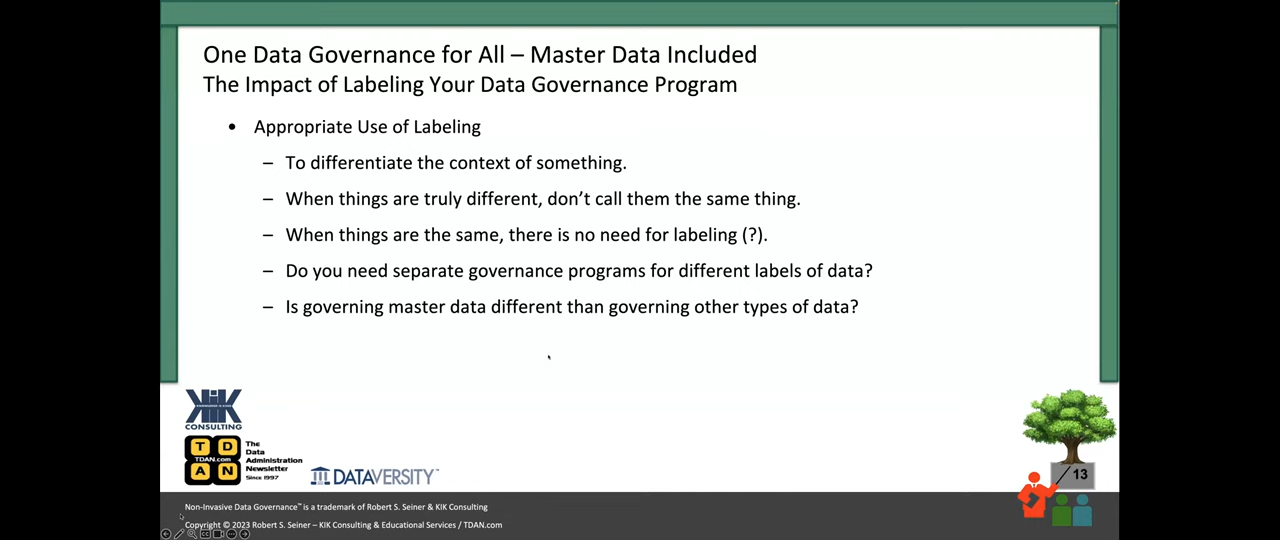 One Data Governance for All – Master Data Included
The Impact of Labeling Your Data Governance Program
• Appropriate Use of Labeling
– To differentiate the context of something.
– When things are truly different, don’t call them the same thing.
– When things are the same, there is no need for labeling (?).
– Do you need separate governance programs for different labels of data?
– Is governing master data different than governing other types of data?
KIK
CONSULTING
T D
TDAN.com
A N
The
Data
Administration
Newsletter
Since 1997
DATAVERSITY™
13
Non-Invasive Data Governance™ is a trademark of Robert S. Seiner & KIK Consulting
Copyright © 2023 Robert S. Seiner – KIK Consulting & Educational Services / TDAN.com